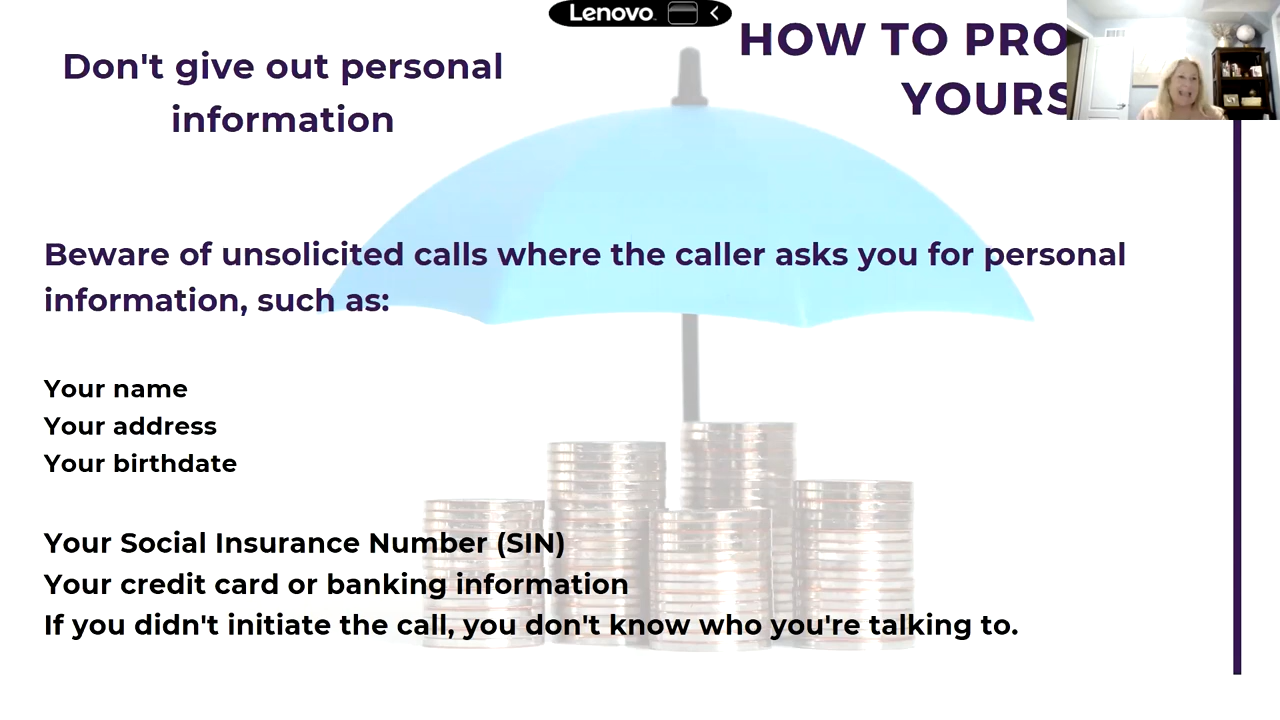 Lenovo
HOW TO
Don't give out personal
information
Beware of unsolicited calls where the caller asks you for personal
information, such as:
Your name
Your address
Your birthdate
Your Social Insurance Number (SIN)
Your credit card or banking information
If you didn't initiate the call, you don't know who you're talking to.